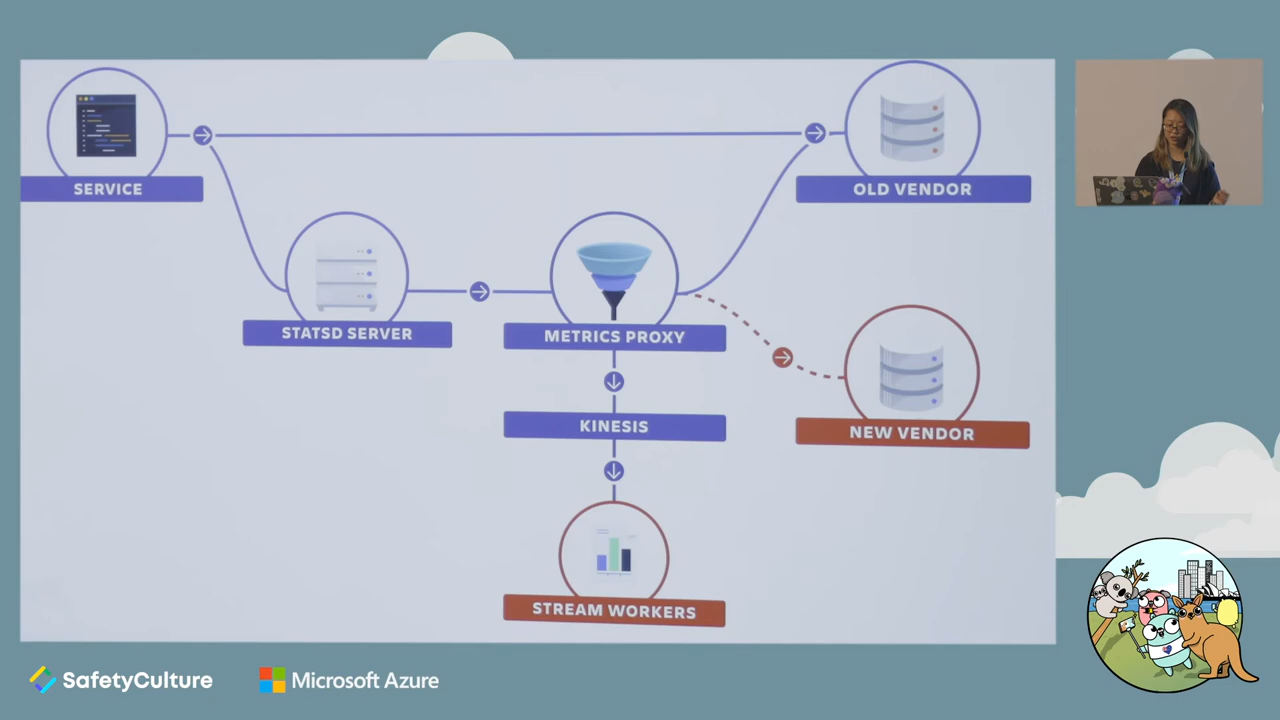 SERVICE
OLD VENDOR
STATSD SERVER
METRICS PROXY
KINESIS
NEW VENDOR
STREAM WORKERS
SafetyCulture
Microsoft Azure